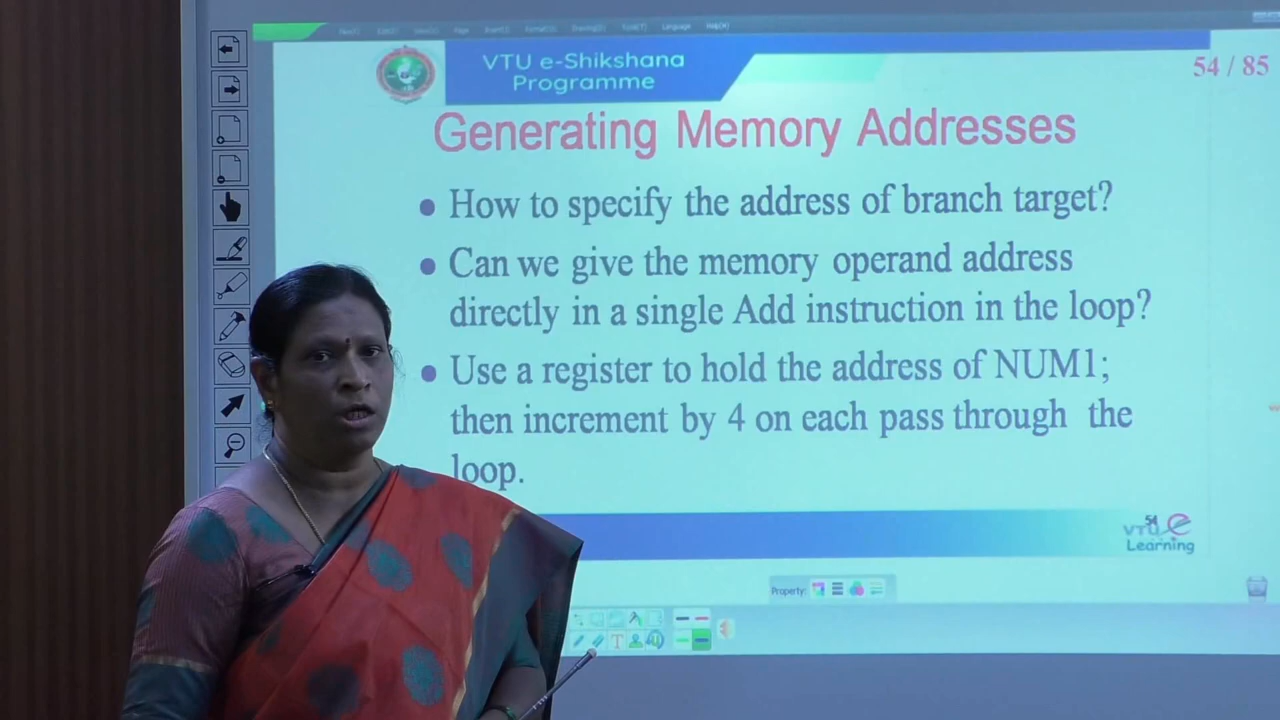 VTU e-Shikshana
Programme
54 / 85
Generating Memory Addresses
• How to specify the address of branch target?
• Can we give the memory operand address
directly in a single Add instruction in the loop?
• Use a register to hold the address of NUM1;
then increment by 4 on each pass through the
loop.
54
VTU e
Learning
Property: